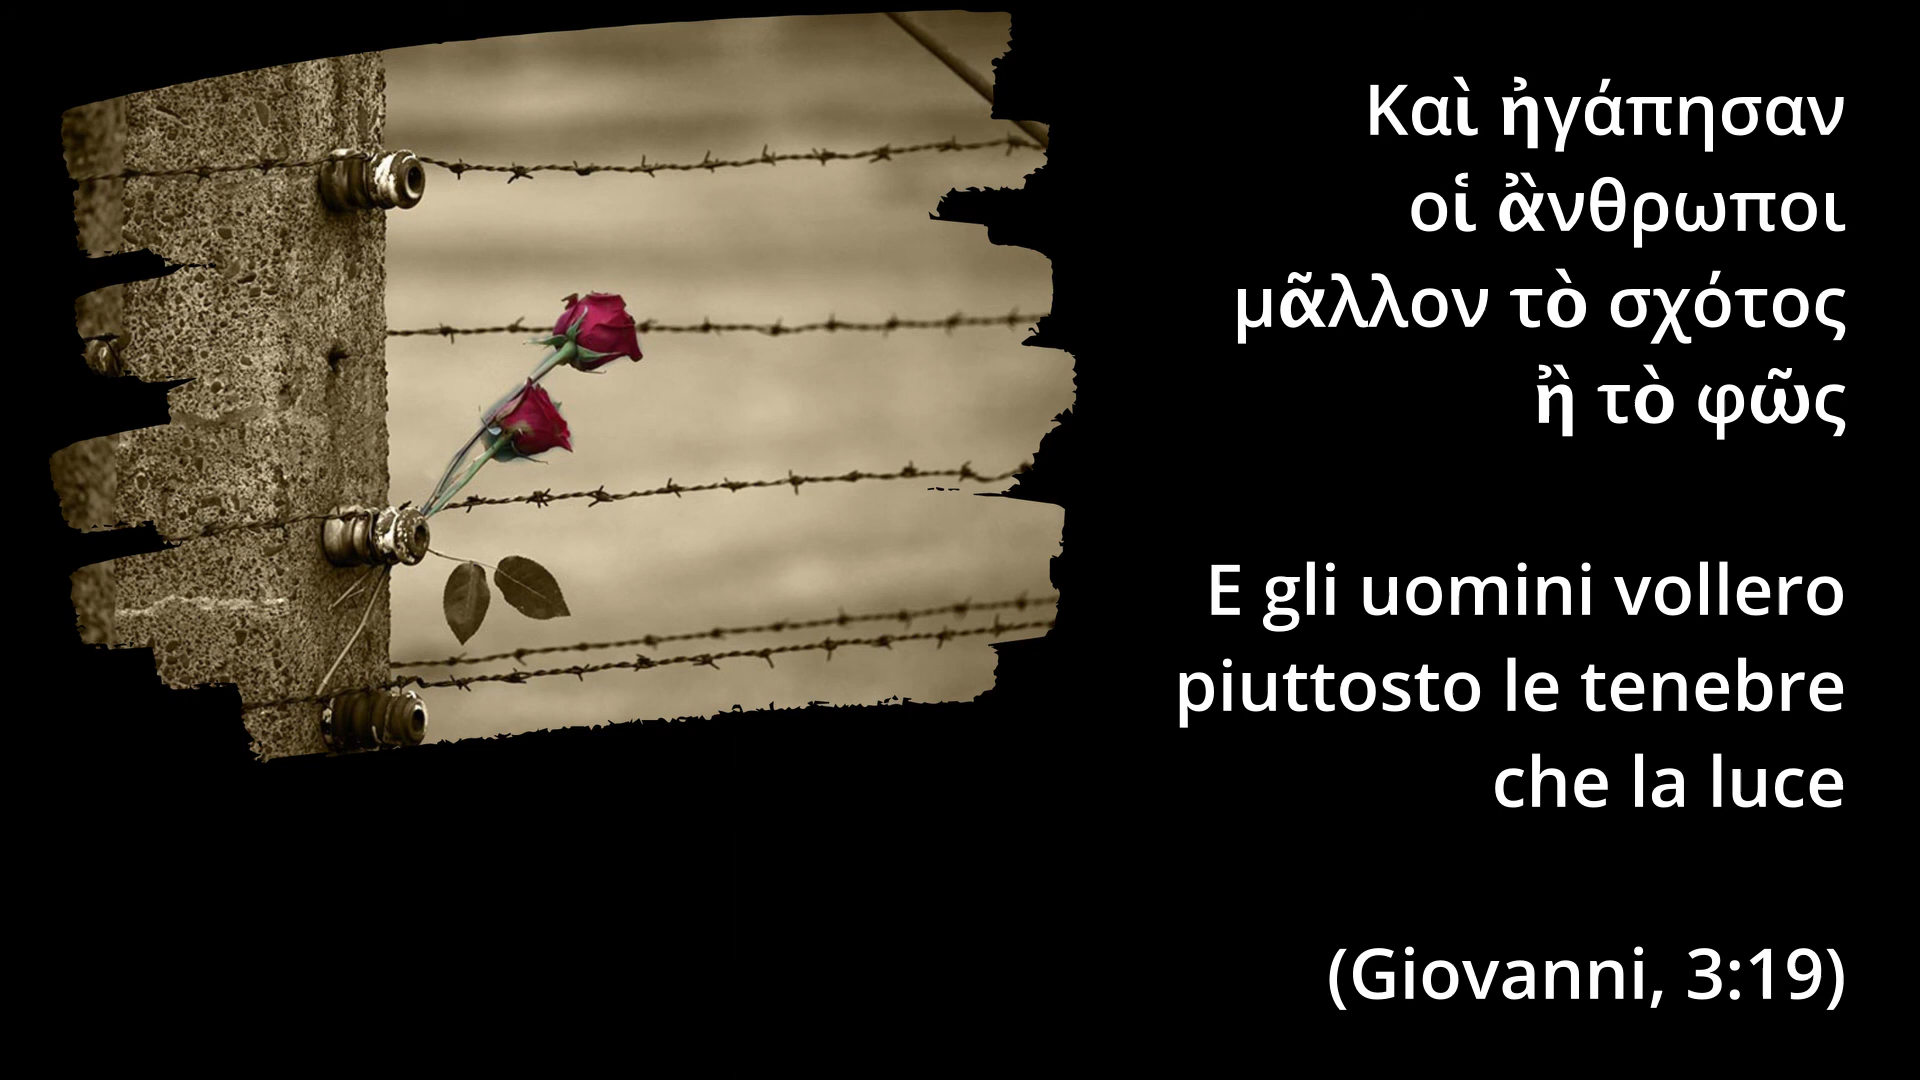 Καὶ ἠγάπησαν
οἱ ἂνθρωποι
μᾶλλον τὸ σχότος
ἢ τὸ φῶς
E gli uomini vollero
piuttosto le tenebre
che la luce
(Giovanni, 3:19)